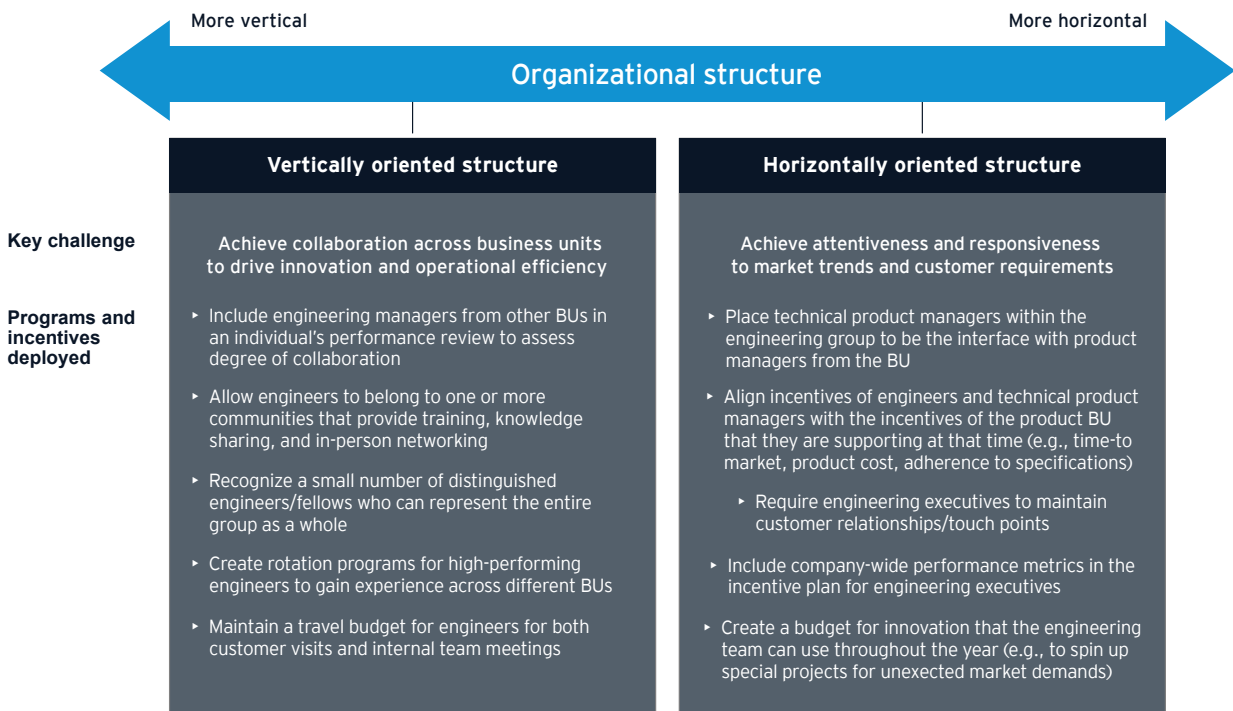 More vertical
More horizontal
Organizational structure
Vertically oriented structure
Horizontally oriented structure
Key challenge
Achieve collaboration across business units
to drive innovation and operational efficiency
Achieve attentiveness and responsiveness
to market trends and customer requirements
Programs and
incentives
deployed
‣ Include engineering managers from other BUs in
an individual's performance review to assess
degree of collaboration
‣ Allow engineers to belong to one or more
communities that provide training, knowledge
sharing, and in-person networking
‣ Recognize a small number of distinguished
engineers/fellows who can represent the entire
group as a whole
‣ Create rotation programs for high-performing
engineers to gain experience across different BUs
‣ Maintain a travel budget for engineers for both
customer visits and internal team meetings
‣ Place technical product managers within the
engineering group to be the interface with product
managers from the BU
‣ Align incentives of engineers and technical product
managers with the incentives of the product BU
that they are supporting at that time (e.g., time-to
market, product cost, adherence to specifications)
‣ Require engineering executives to maintain
customer relationships/touch points
‣ Include company-wide performance metrics in the
incentive plan for engineering executives
‣ Create a budget for innovation that the engineering
team can use throughout the year (e.g., to spin up
special projects for unexected market demands)